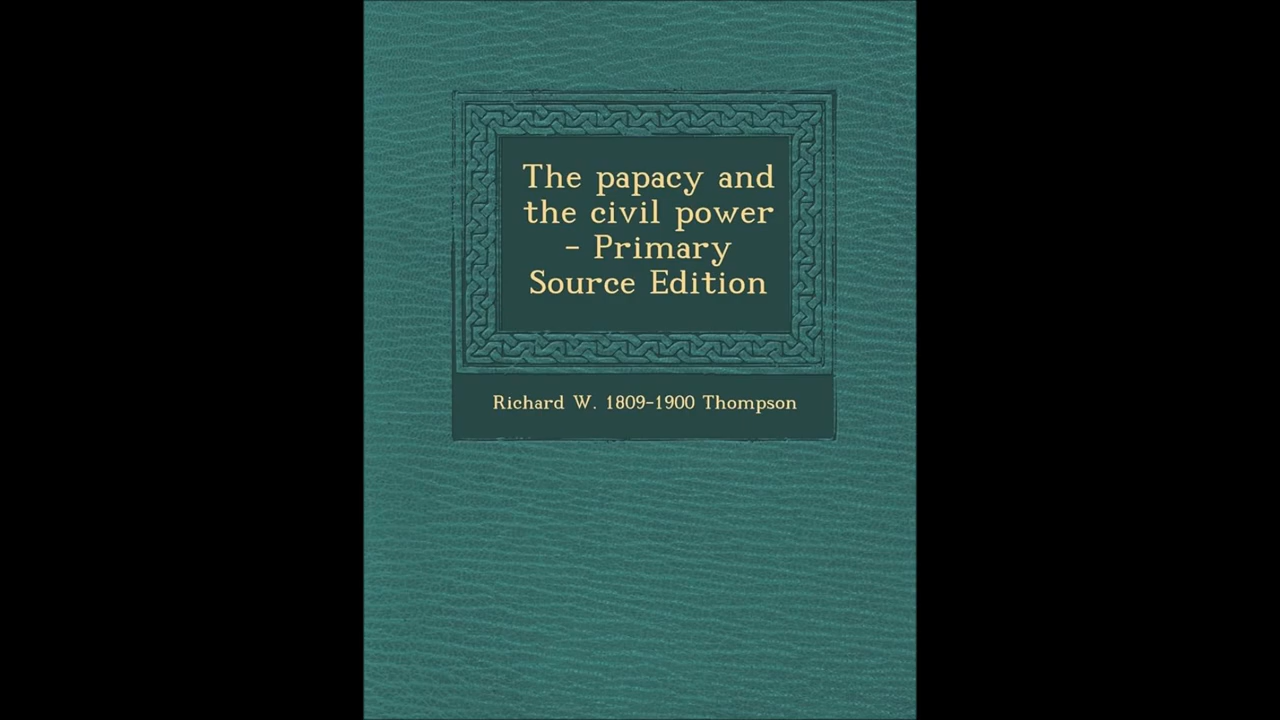 The papacy and
the civil power
- Primary
Source Edition
Richard W. 1809-1900 Thompson